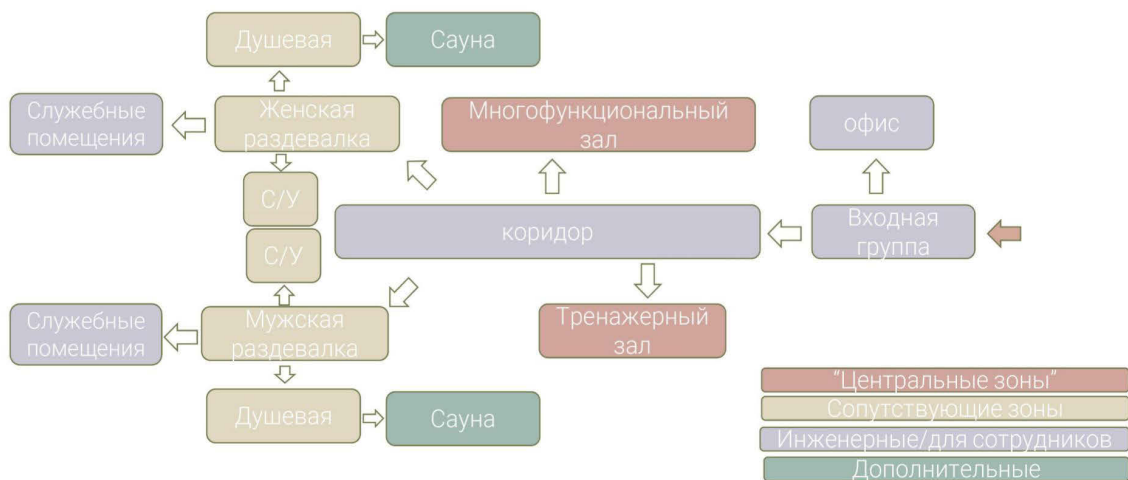 Душевая
Сауна
Служебные
помещения
Женская
раздевалка
Многофункциональный
зал
офис
С/У
коридор
Входная
группа
С/У
Служебные
помещения
Мужская
раздевалка
Тренажерный
зал
Душевая
Сауна
"Центральные зоны"
Сопутствующие зоны
Инженерные/для сотрудников
Дополнительные